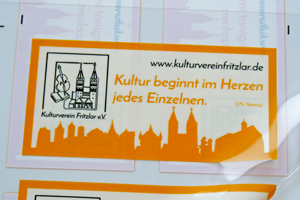 www.kulturvereinfritzlar.de
Kultur beginnt im Herzen
jedes Einzelnen.
Kulturverein Fritzlar e.V.